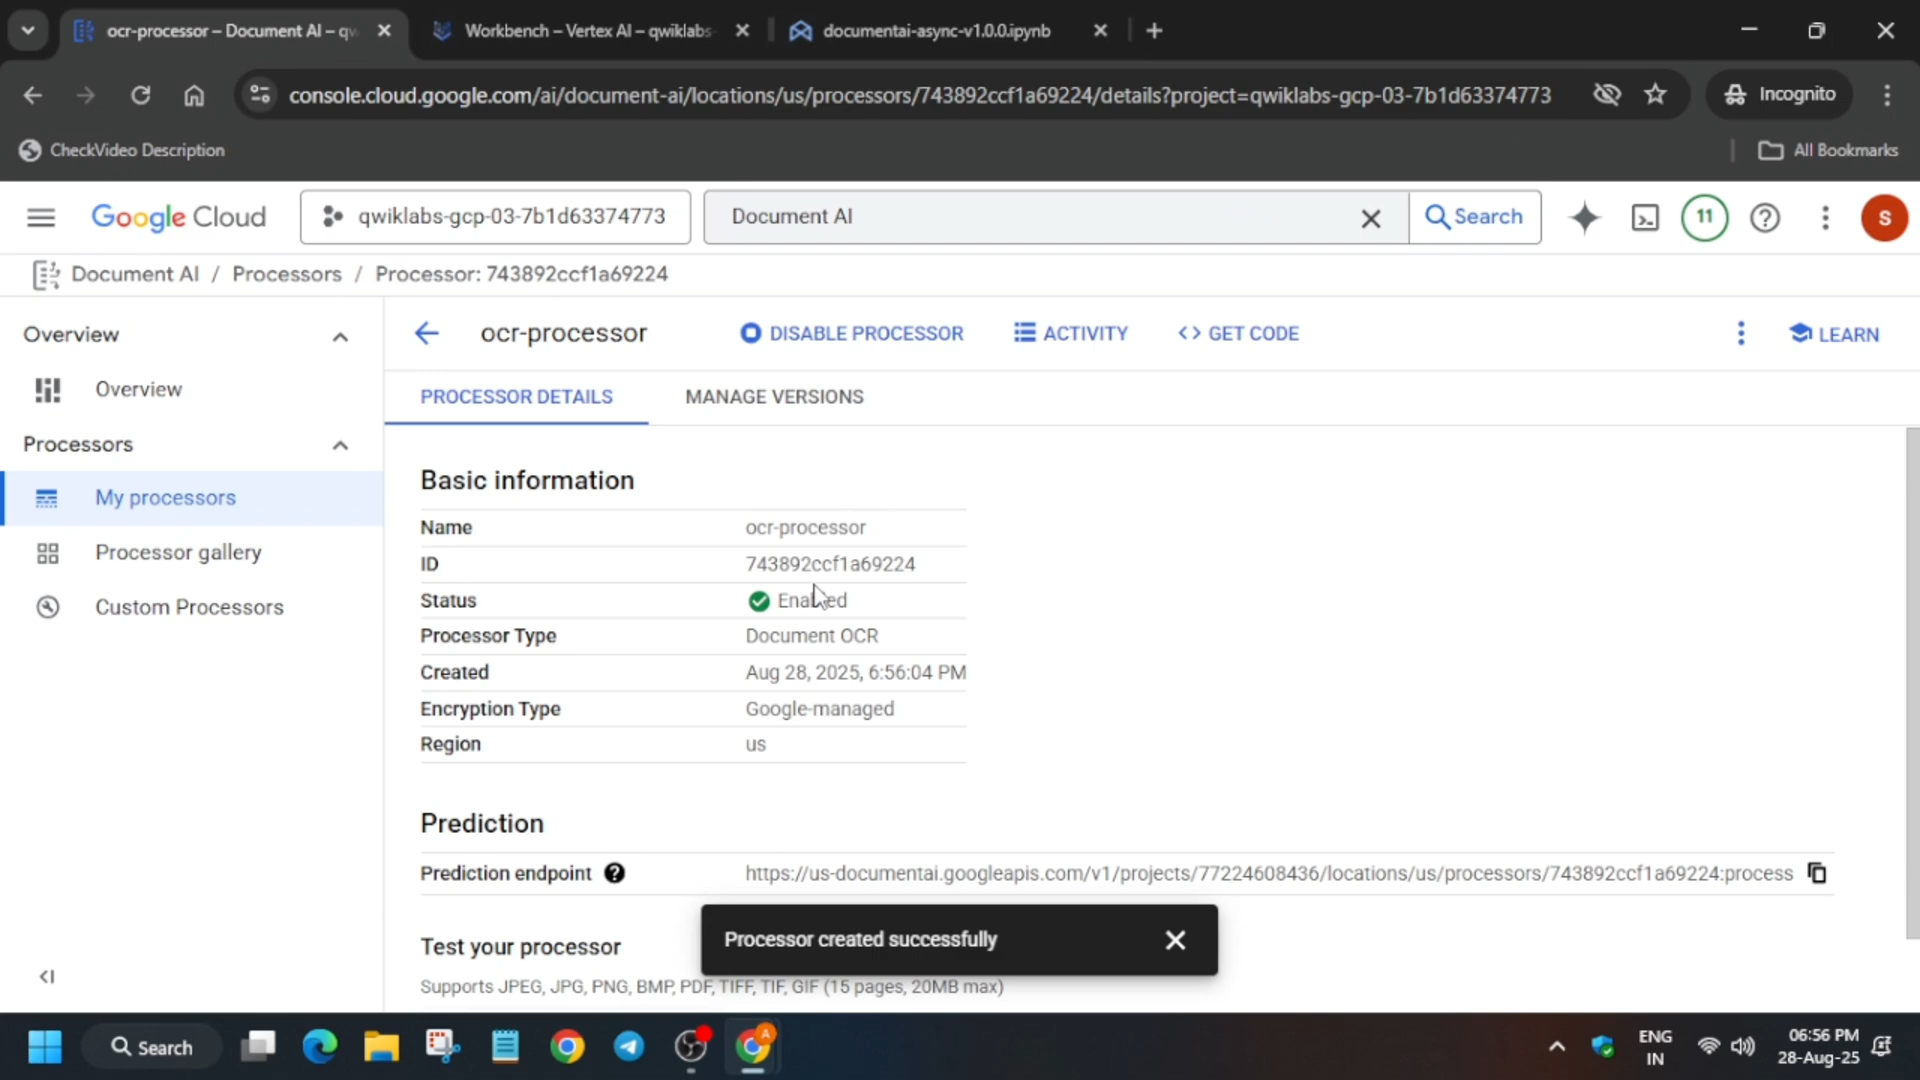 ocr-processor – Document AI – qw
Workbench – Vertex AI – qwiklabs-
documentai-async-v1.0.0.ipynb
console.cloud.google.com/ai/document-ai/locations/us/processors/743892ccf1a69224/details?project=qwiklabs-gcp-03-7b1d63374773
Incognito
CheckVideo Description
All Bookmarks
Google Cloud
qwiklabs-gcp-03-7b1d63374773
Document AI
Search
11
S
Document AI / Processors / Processor: 743892ccf1a69224
Overview
Overview
Processors
My processors
Processor gallery
Custom Processors
ocr-processor
DISABLE PROCESSOR
ACTIVITY
GET CODE
LEARN
PROCESSOR DETAILS
MANAGE VERSIONS
Basic information
Name ocr-processor
ID 743892ccf1a69224
Status Enabled
Processor Type Document OCR
Created Aug 28, 2025, 6:56:04 PM
Encryption Type Google-managed
Region us
Prediction
Prediction endpoint https://us-documentai.googleapis.com/v1/projects/77224608436/locations/us/processors/743892ccf1a69224:process
Processor created successfully
Test your processor
Supports JPEG, JPG, PNG, BMP, PDF, TIFF, TIF, GIF (15 pages, 20MB max)
Search
ENG
IN
06:56 PM
28-Aug-25